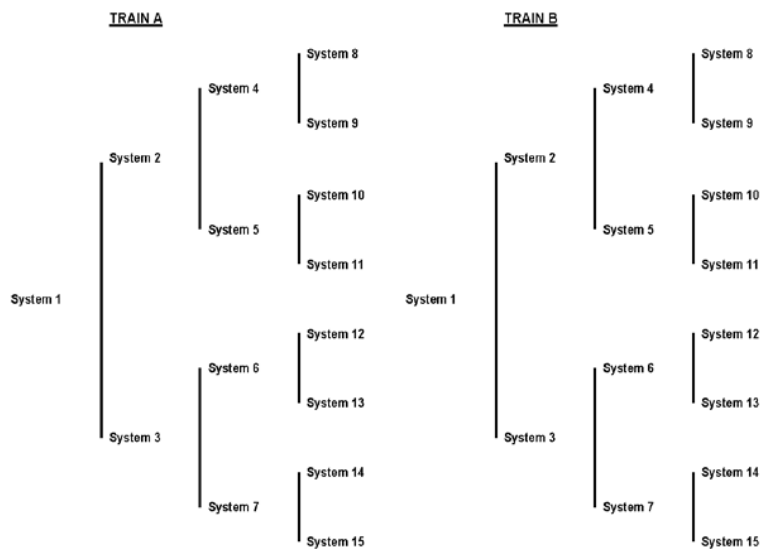 TRAIN A
System 1
System 2
System 3
System 4
System 5
System 6
System 7
System 8
System 9
System 10
System 11
System 12
System 13
System 14
System 15
TRAIN B
System 1
System 2
System 3
System 4
System 5
System 6
System 7
System 8
System 9
System 10
System 11
System 12
System 13
System 14
System 15